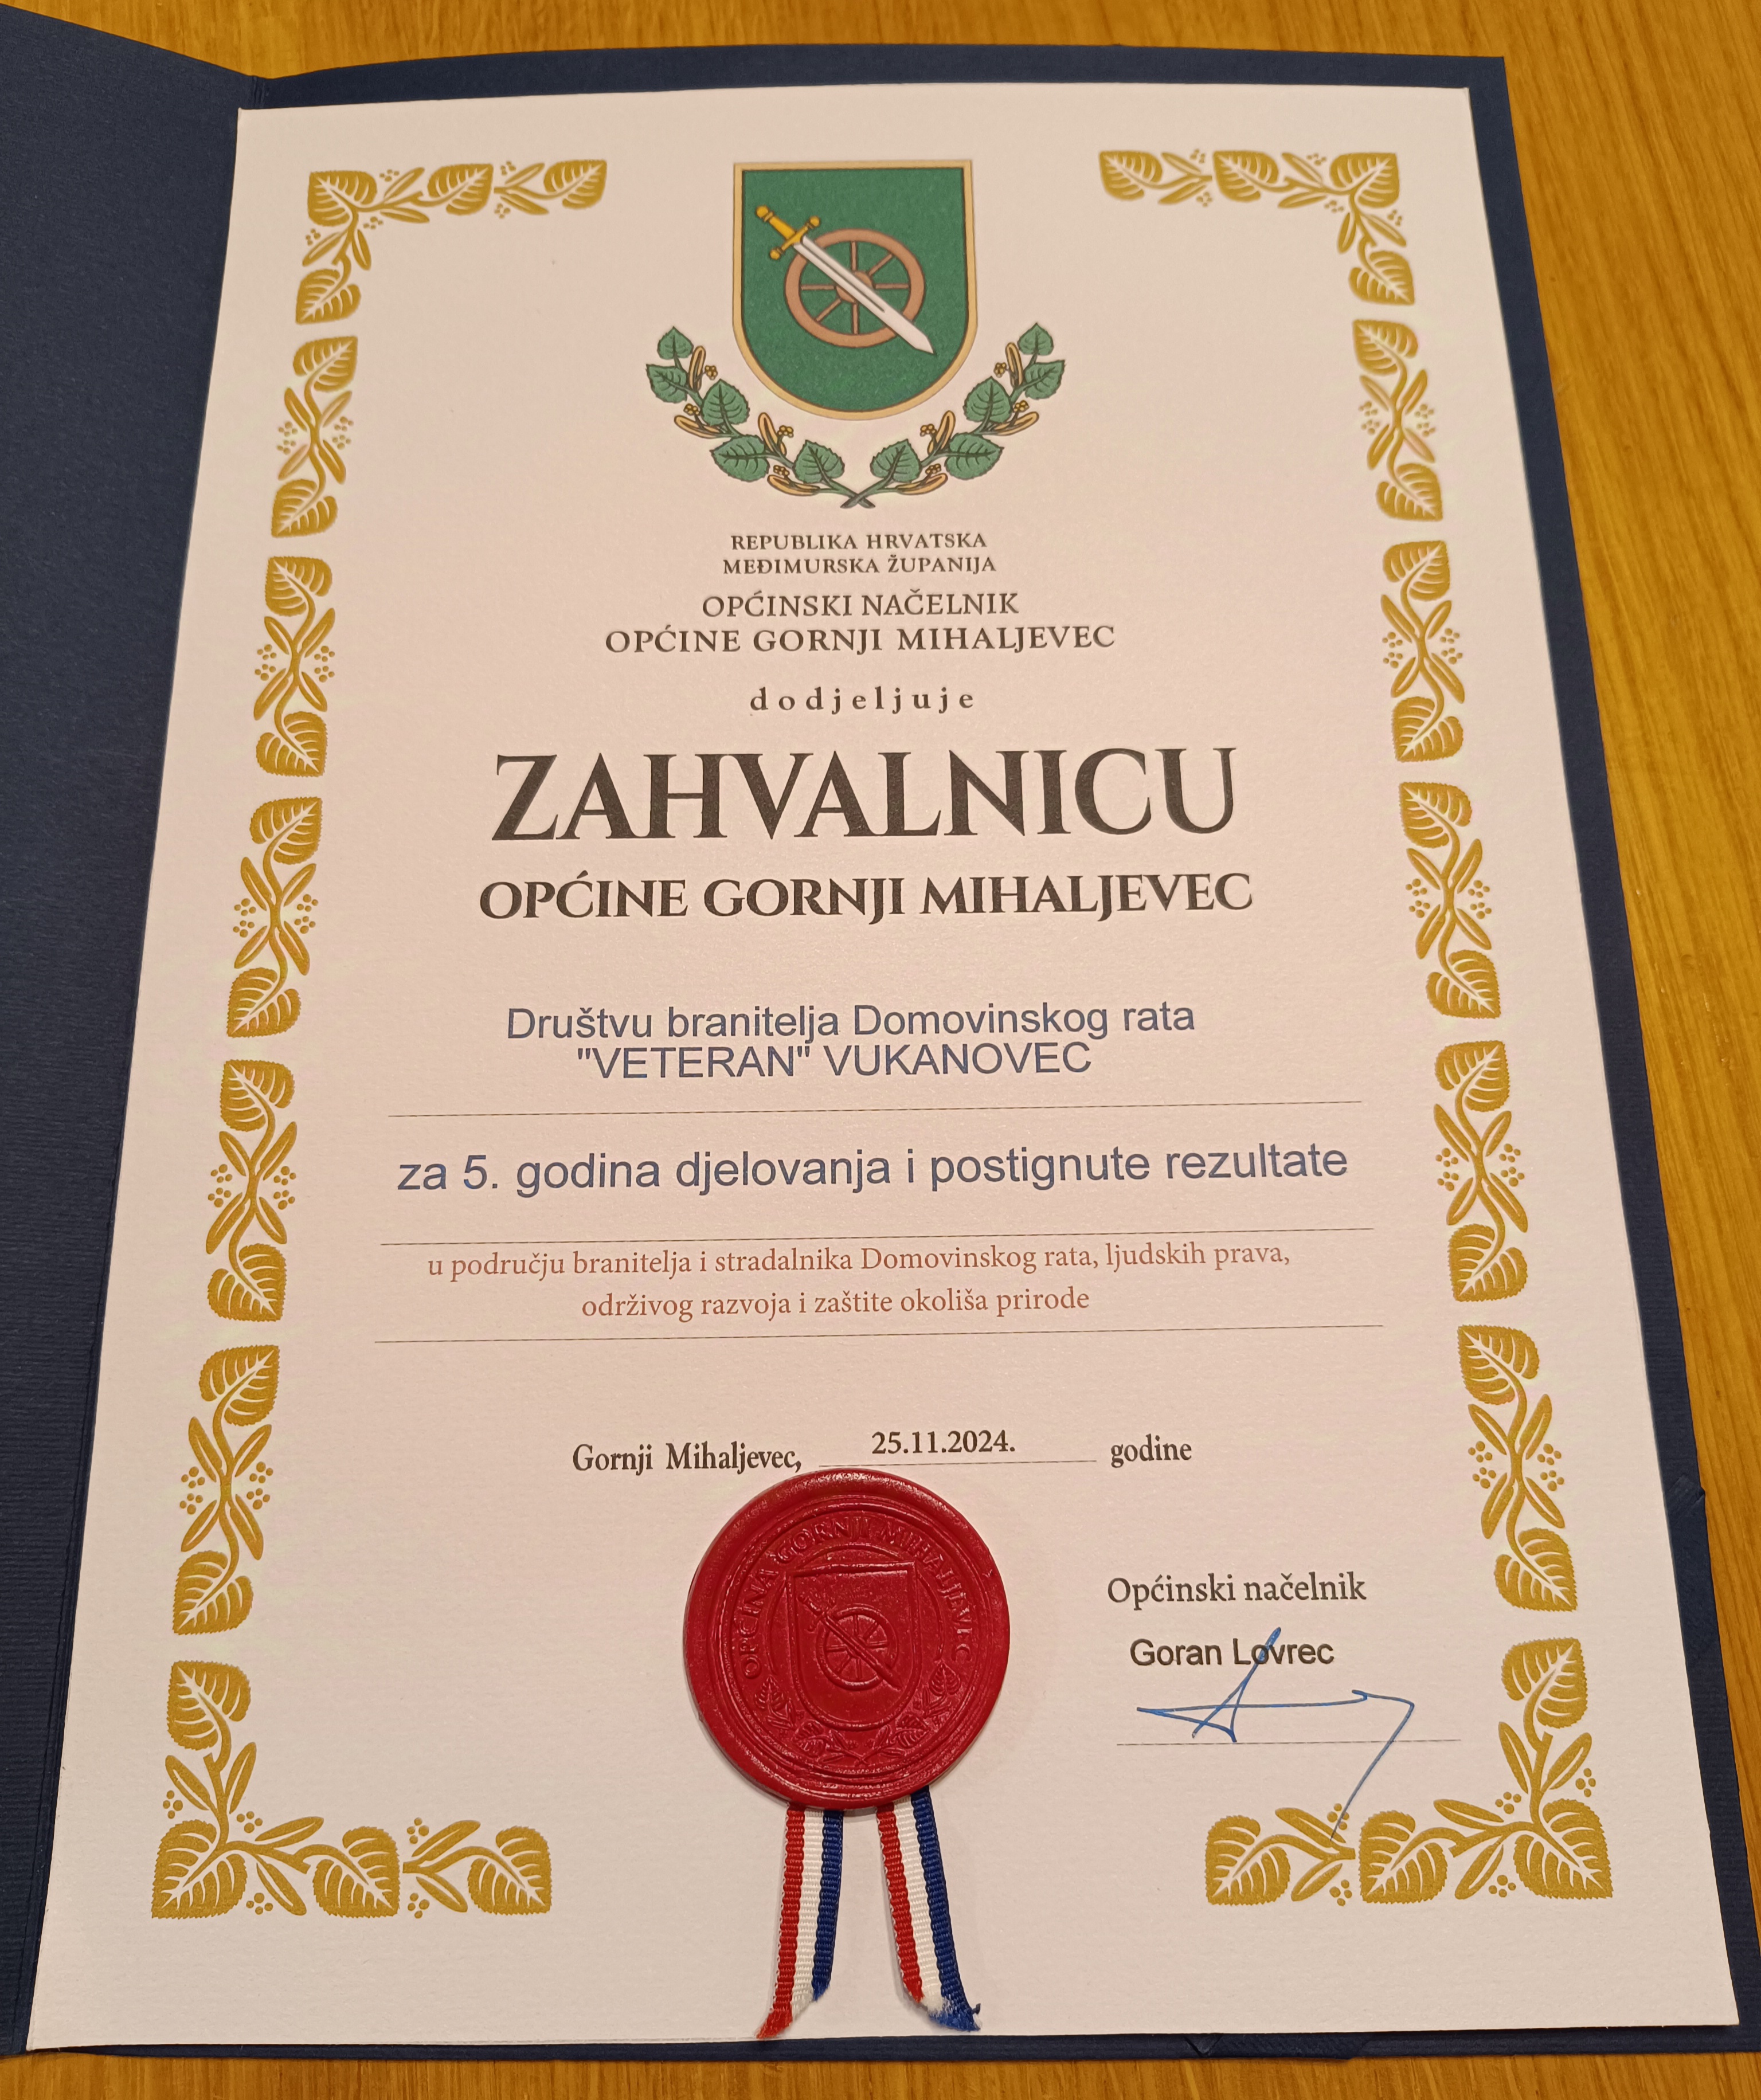 REPUBLIKA HRVATSKA
MEĐIMURSKA ŽUPANIJA
OPĆINSKI NAČELNIK
OPĆINE GORNJI MIHALJEVEC
dodjeljuje
ZAHVALNICU
OPĆINE GORNJI MIHALJEVEC
Društvu branitelja Domovinskog rata
"VETERAN" VUKANOVEC
za 5. godina djelovanja i postignute rezultate
u području branitelja i stradalnika Domovinskog rata, ljudskih prava,
održivog razvoja i zaštite okoliša prirode
Gornji Mihaljevec, 25.11.2024. godine
OPĆINA GORNJI MIHALJEVEC
Općinski načelnik
Goran Lovrec